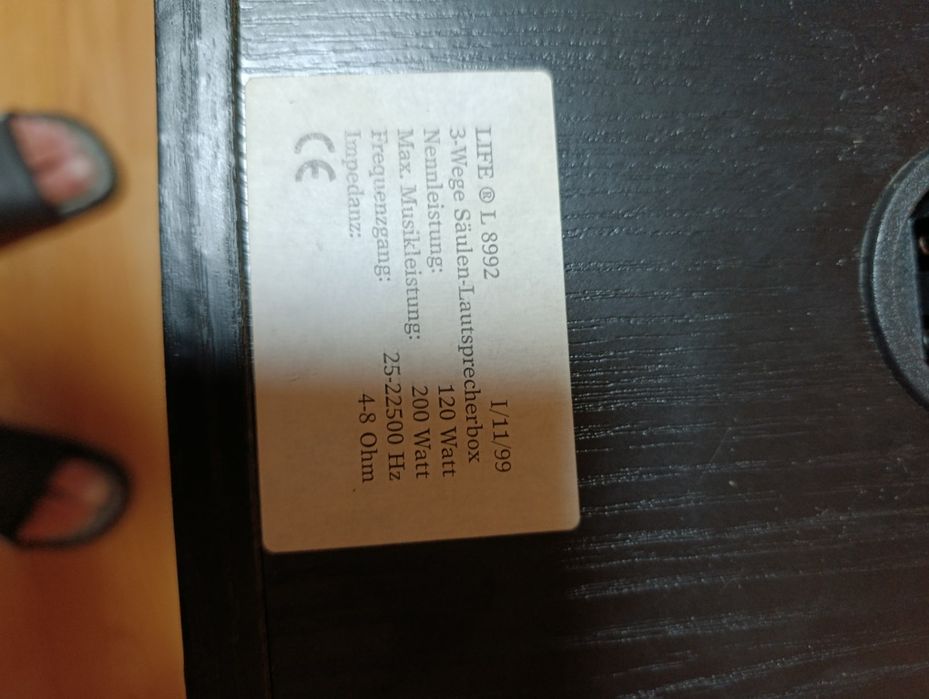 LIFE ® L 8992 I/11/99
3-Wege Säulen-Lautsprecherbox
Nennleistung: 120 Watt
Max. Musikleistung: 200 Watt
Frequenzgang: 25-22500 Hz
Impedanz: 4-8 Ohm
CE